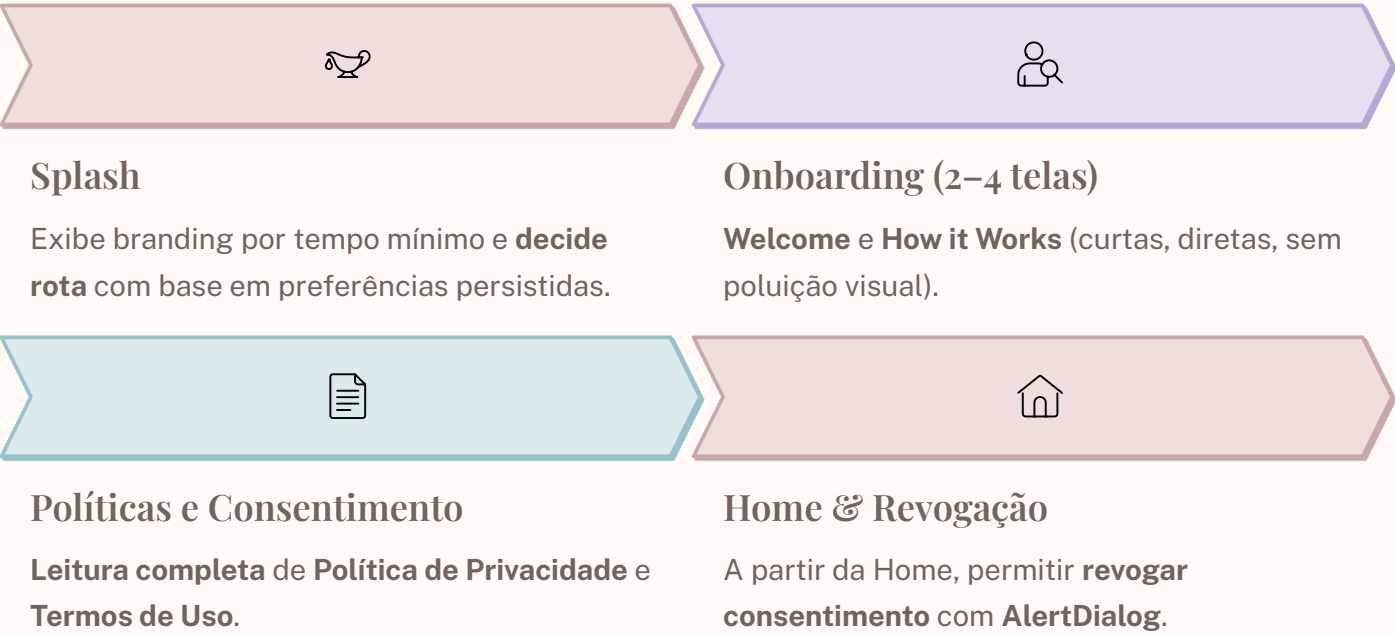 Splash
Exibe branding por tempo mínimo e decide
rota com base em preferências persistidas.
Onboarding (2–4 telas)
Welcome e How it Works (curtas, diretas, sem
poluição visual).
Políticas e Consentimento
Leitura completa de Política de Privacidade e
Termos de Uso.
Home & Revogação
A partir da Home, permitir revogar
consentimento com AlertDialog.